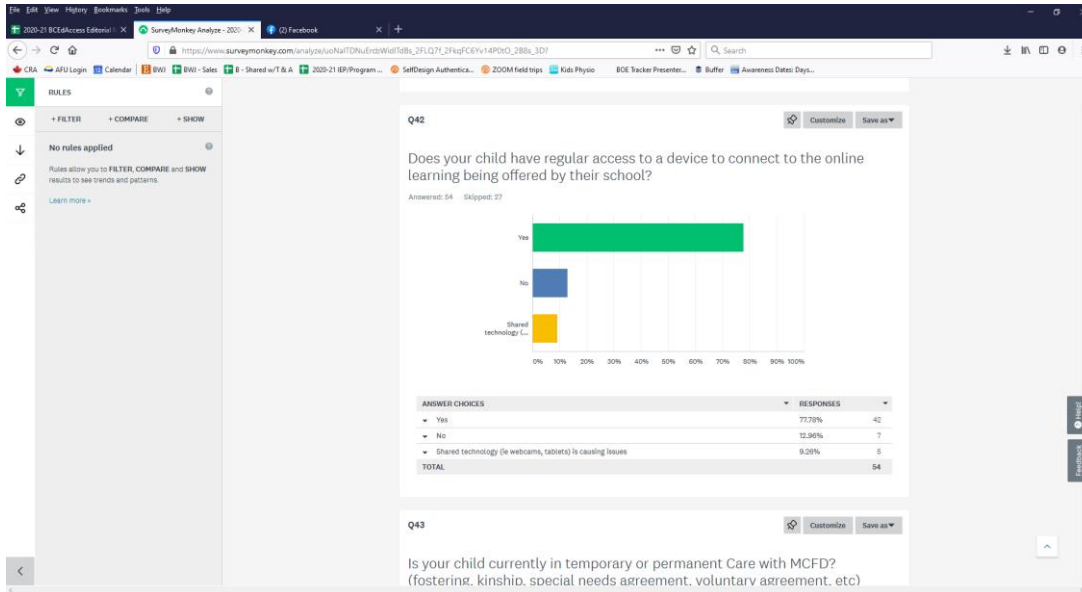 File Edit View History Bookmarks Tools Help
2020-21 BCEdAccess Editorial
SurveyMonkey Analyze - 2020-
(2) Facebook
https://www.surveymonkey.com/analyze/
Search
CRA AFU Login Calendar BWJ BWI - Sales B - Shared w/T & A 2020-21 IEP/Program ... SelfDesign Authentica... ZOOM field trips Kids Physio BOE Tracker Presenter... Buffer Awareness Dates: Days...
RULES
+ FILTER + COMPARE + SHOW
No rules applied
Rules allow you to FILTER, COMPARE and SHOW
results to see trends and patterns.
Learn more »
Q42
Customize Save as
Does your child have regular access to a device to connect to the online
learning being offered by their school?
Answered: 54 Skipped: 27
Yes
No
Shared
technology (...
0% 10% 20% 30% 40% 50% 60% 70% 80% 90% 100%
ANSWER CHOICES RESPONSES
Yes 77.78% 42
No 12.96% 7
Shared technology (ie webcams, tablets) is causing issues 9.26% 5
TOTAL 54
Help!
Feedback
Q43
Customize Save as
Is your child currently in temporary or permanent Care with MCFD?
(fostering, kinship, special needs agreement, voluntary agreement, etc)